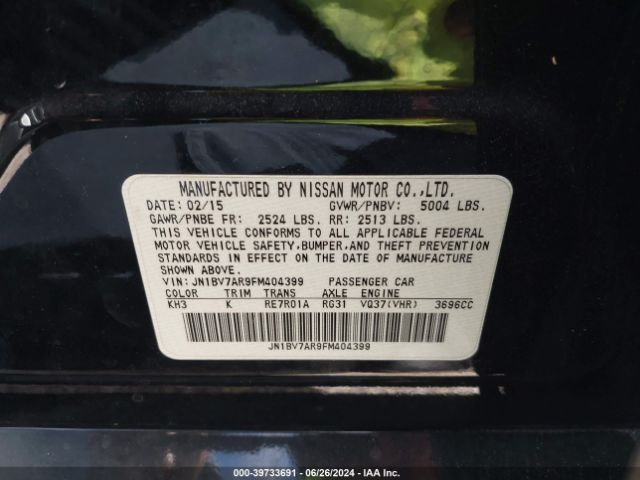 MANUFACTURED BY NISSAN MOTOR CO.,LTD.
DATE: 02/15 GVWR/PNBV: 5004 LBS.
GAWR/PNBE FR: 2524 LBS. RR: 2513 LBS.
THIS VEHICLE CONFORMS TO ALL APPLICABLE FEDERAL
MOTOR VEHICLE SAFETY,BUMPER,AND THEFT PREVENTION
STANDARDS IN EFFECT ON THE DATE OF MANUFACTURE
SHOWN ABOVE.
VIN: JN1BV7AR9FM404399 PASSENGER CAR
COLOR TRIM TRANS AXLE ENGINE
KH3 K RE7R01A RG31 VQ37(VHR) 3696CC
JN1BV7AR9FM404399
000-39733691 - 06/26/2024 - IAA Inc.